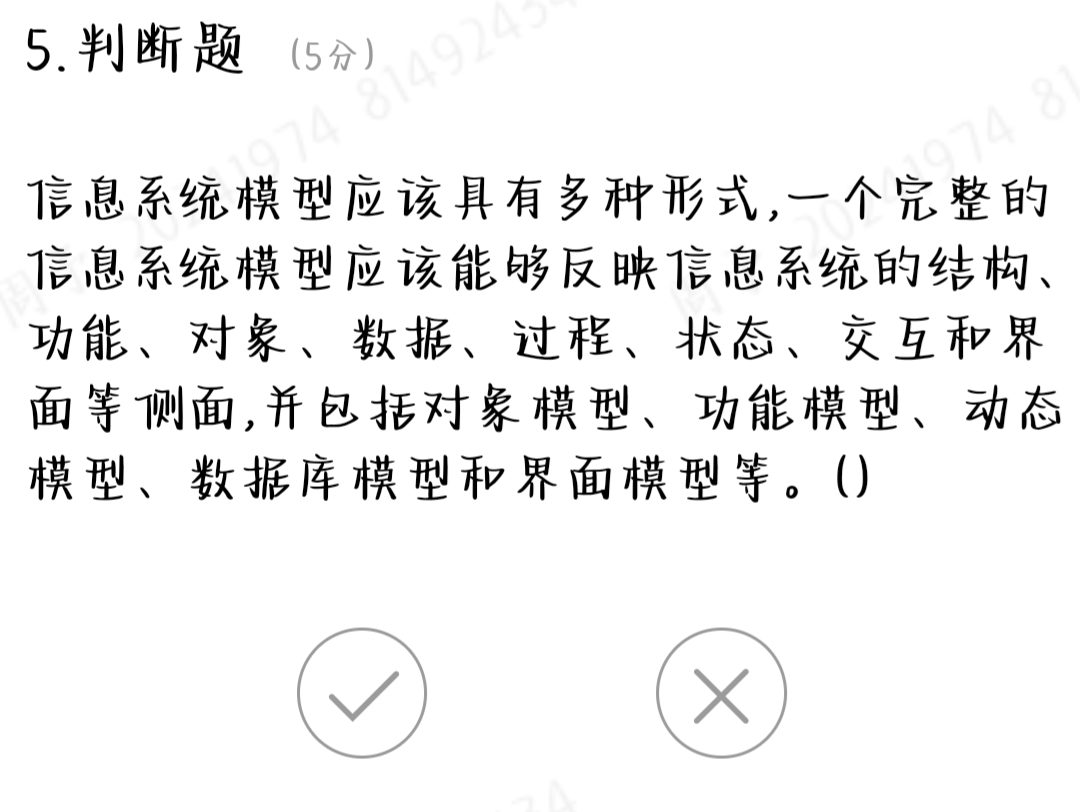 5.判断题 (5分)
信息系统模型应该具有多种形式,一个完整的
信息系统模型应该能够反映信息系统的结构、
功能、对象、数据、过程、状态、交互和界
面等侧面,并包括对象模型、功能模型、动态
模型、数据库模型和界面模型等。()